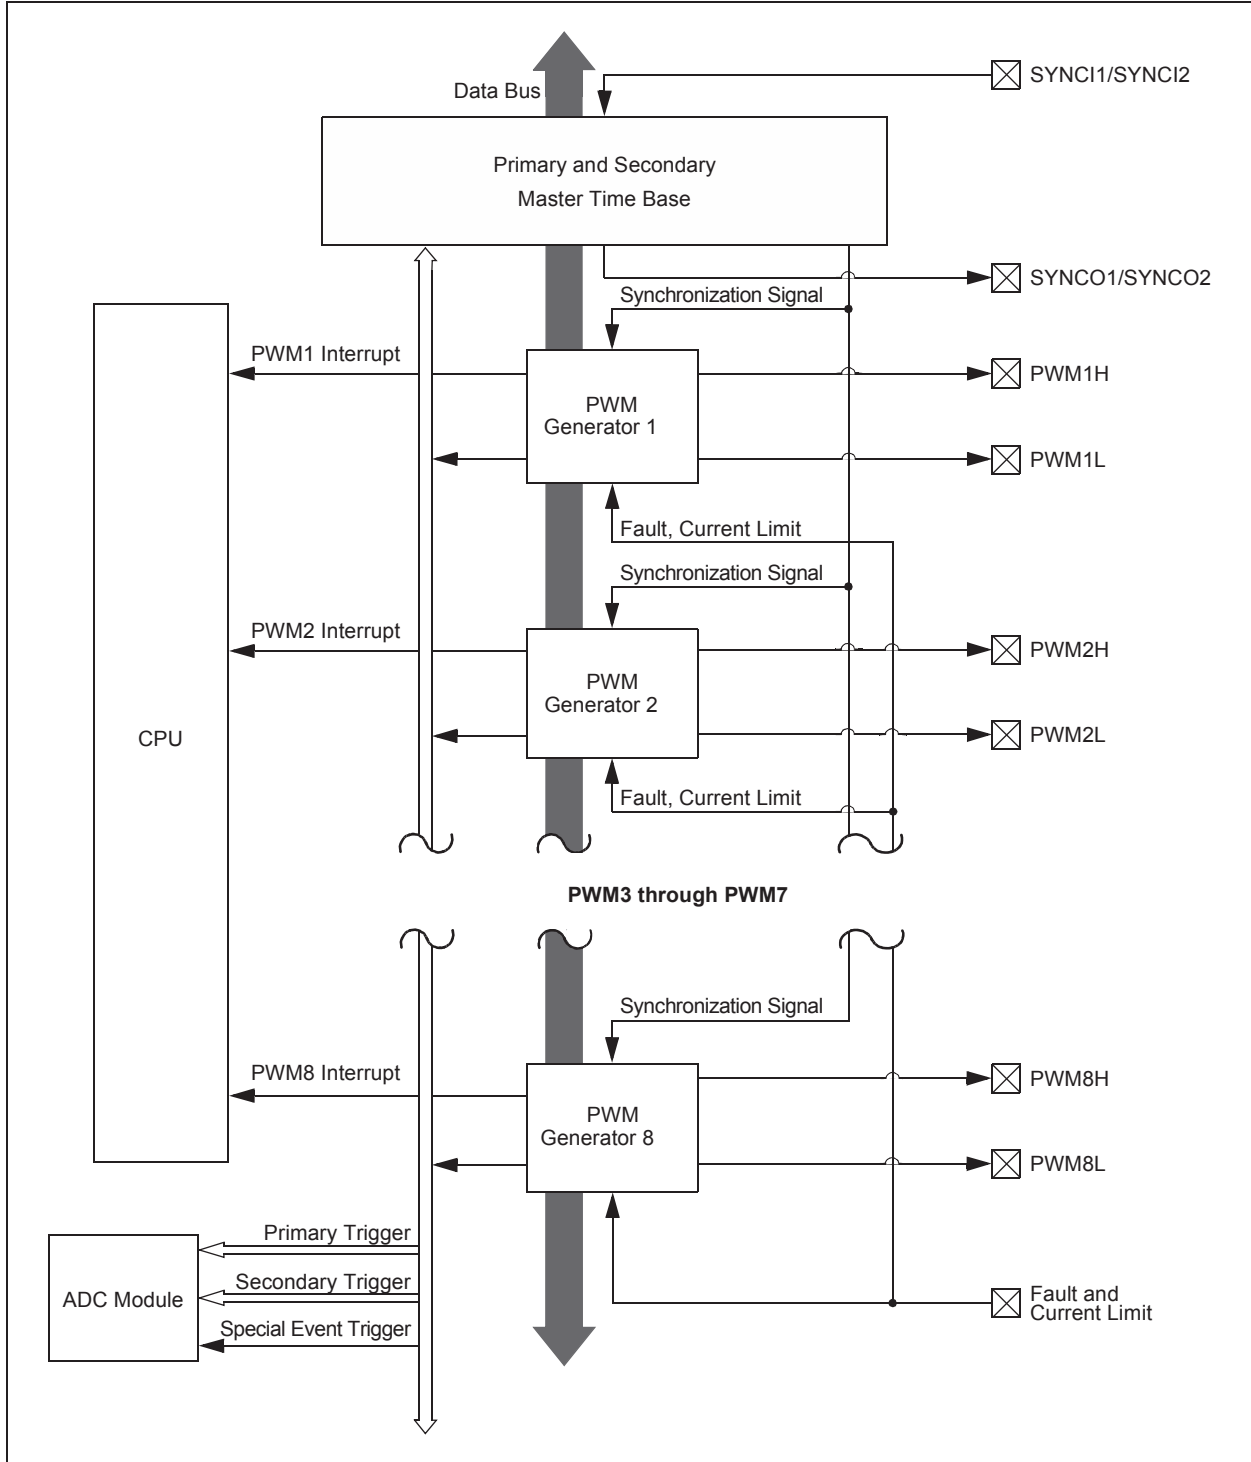 SYNCI1/SYNCI2
Data Bus
Primary and Secondary
Master Time Base
SYNCO1/SYNCO2
Synchronization Signal
PWM1 Interrupt
PWM
Generator 1
PWM1H
PWM1L
Fault, Current Limit
Synchronization Signal
PWM2 Interrupt
PWM
Generator 2
PWM2H
CPU
PWM2L
Fault, Current Limit
PWM3 through PWM7
Synchronization Signal
PWM8 Interrupt
PWM
Generator 8
PWM8H
PWM8L
Primary Trigger
Secondary Trigger
ADC Module
Special Event Trigger
Fault and
Current Limit